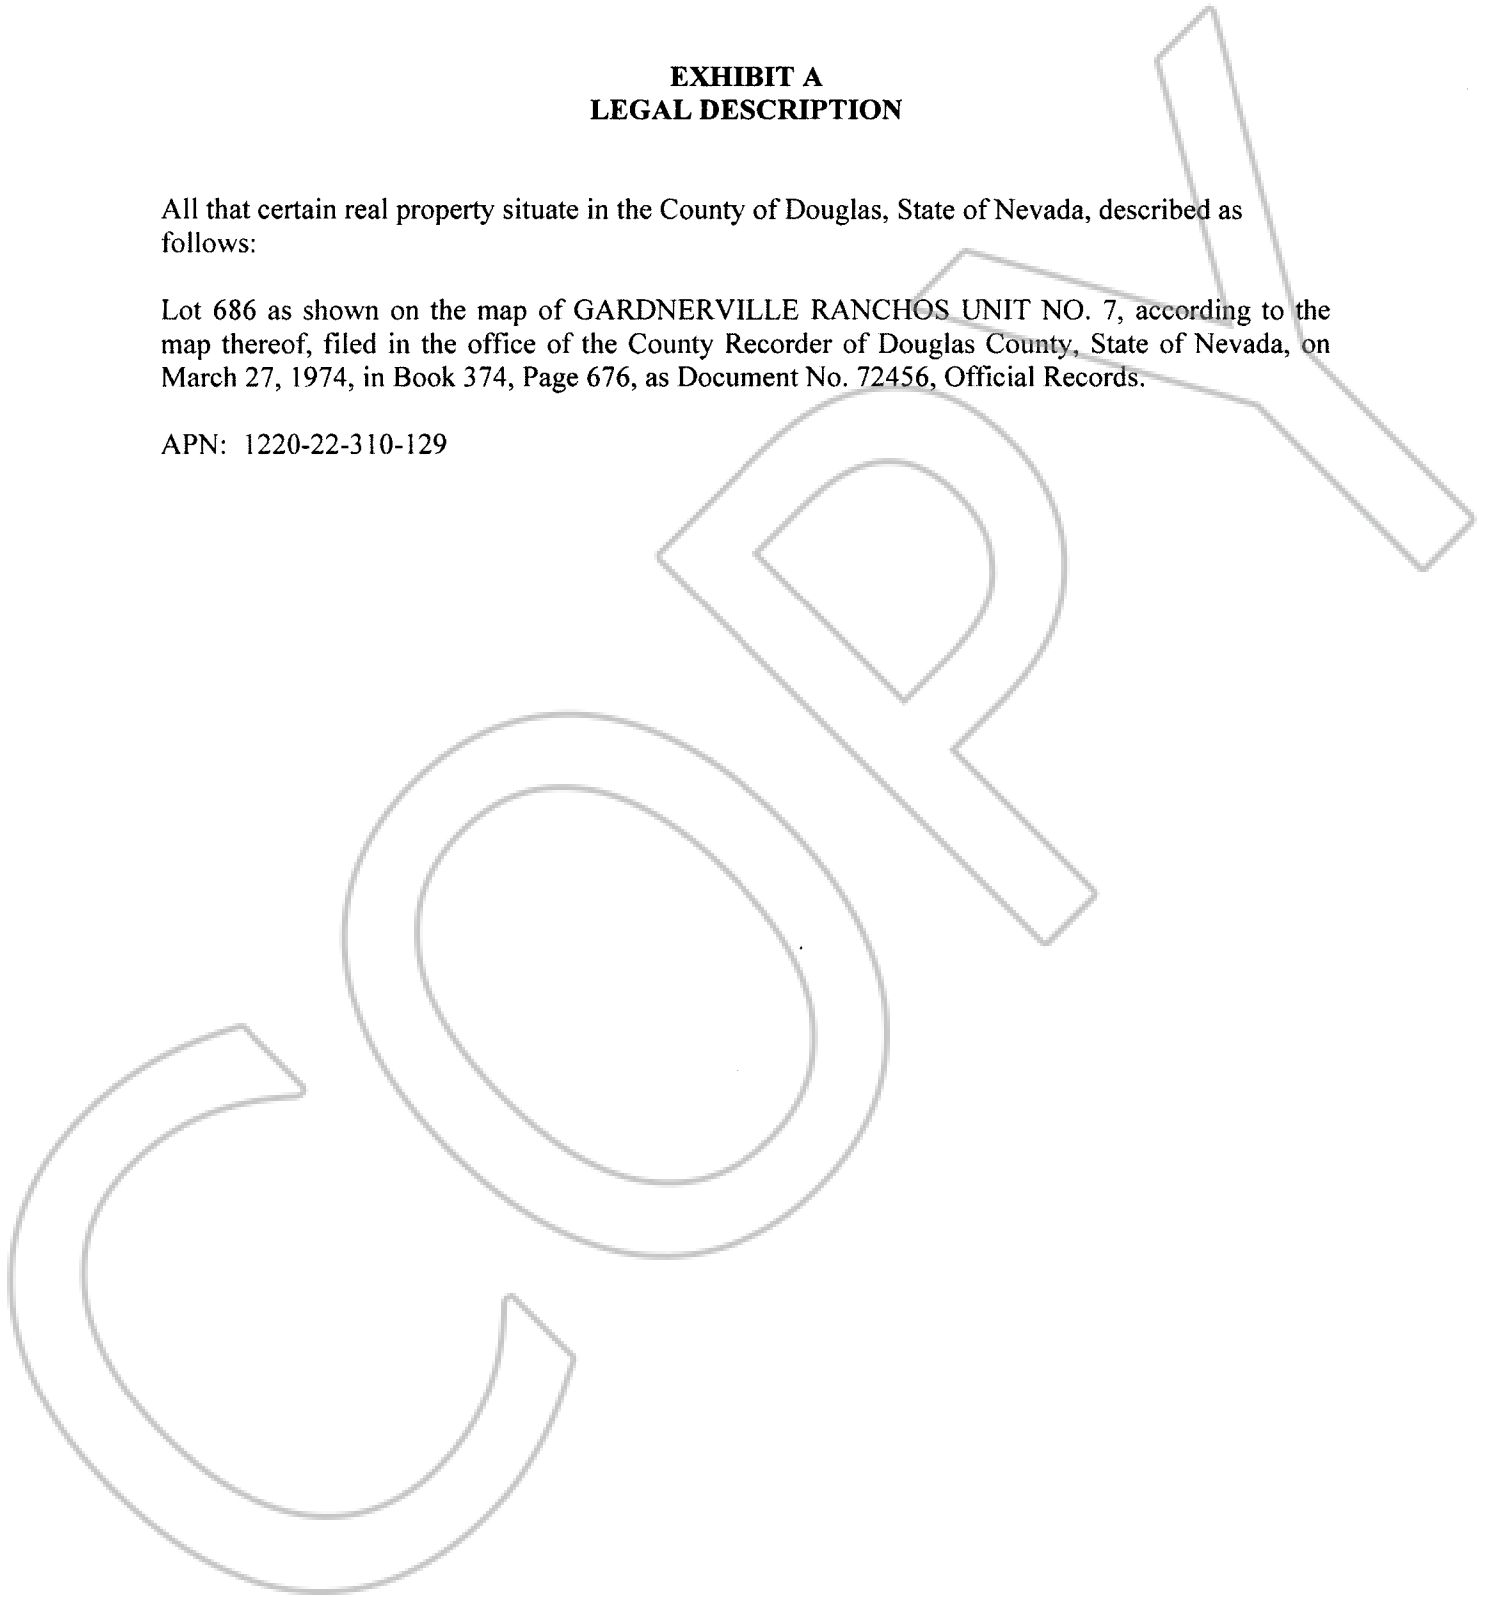 EXHIBIT A
LEGAL DESCRIPTION
All that certain real property situate in the County of Douglas, State of Nevada, described as
follows:
Lot 686 as shown on the map of GARDNERVILLE RANCHOS UNIT NO. 7, according to the
map thereof, filed in the office of the County Recorder of Douglas County, State of Nevada, on
March 27, 1974, in Book 374, Page 676, as Document No. 72456, Official Records.
APN: 1220-22-310-129
COPY